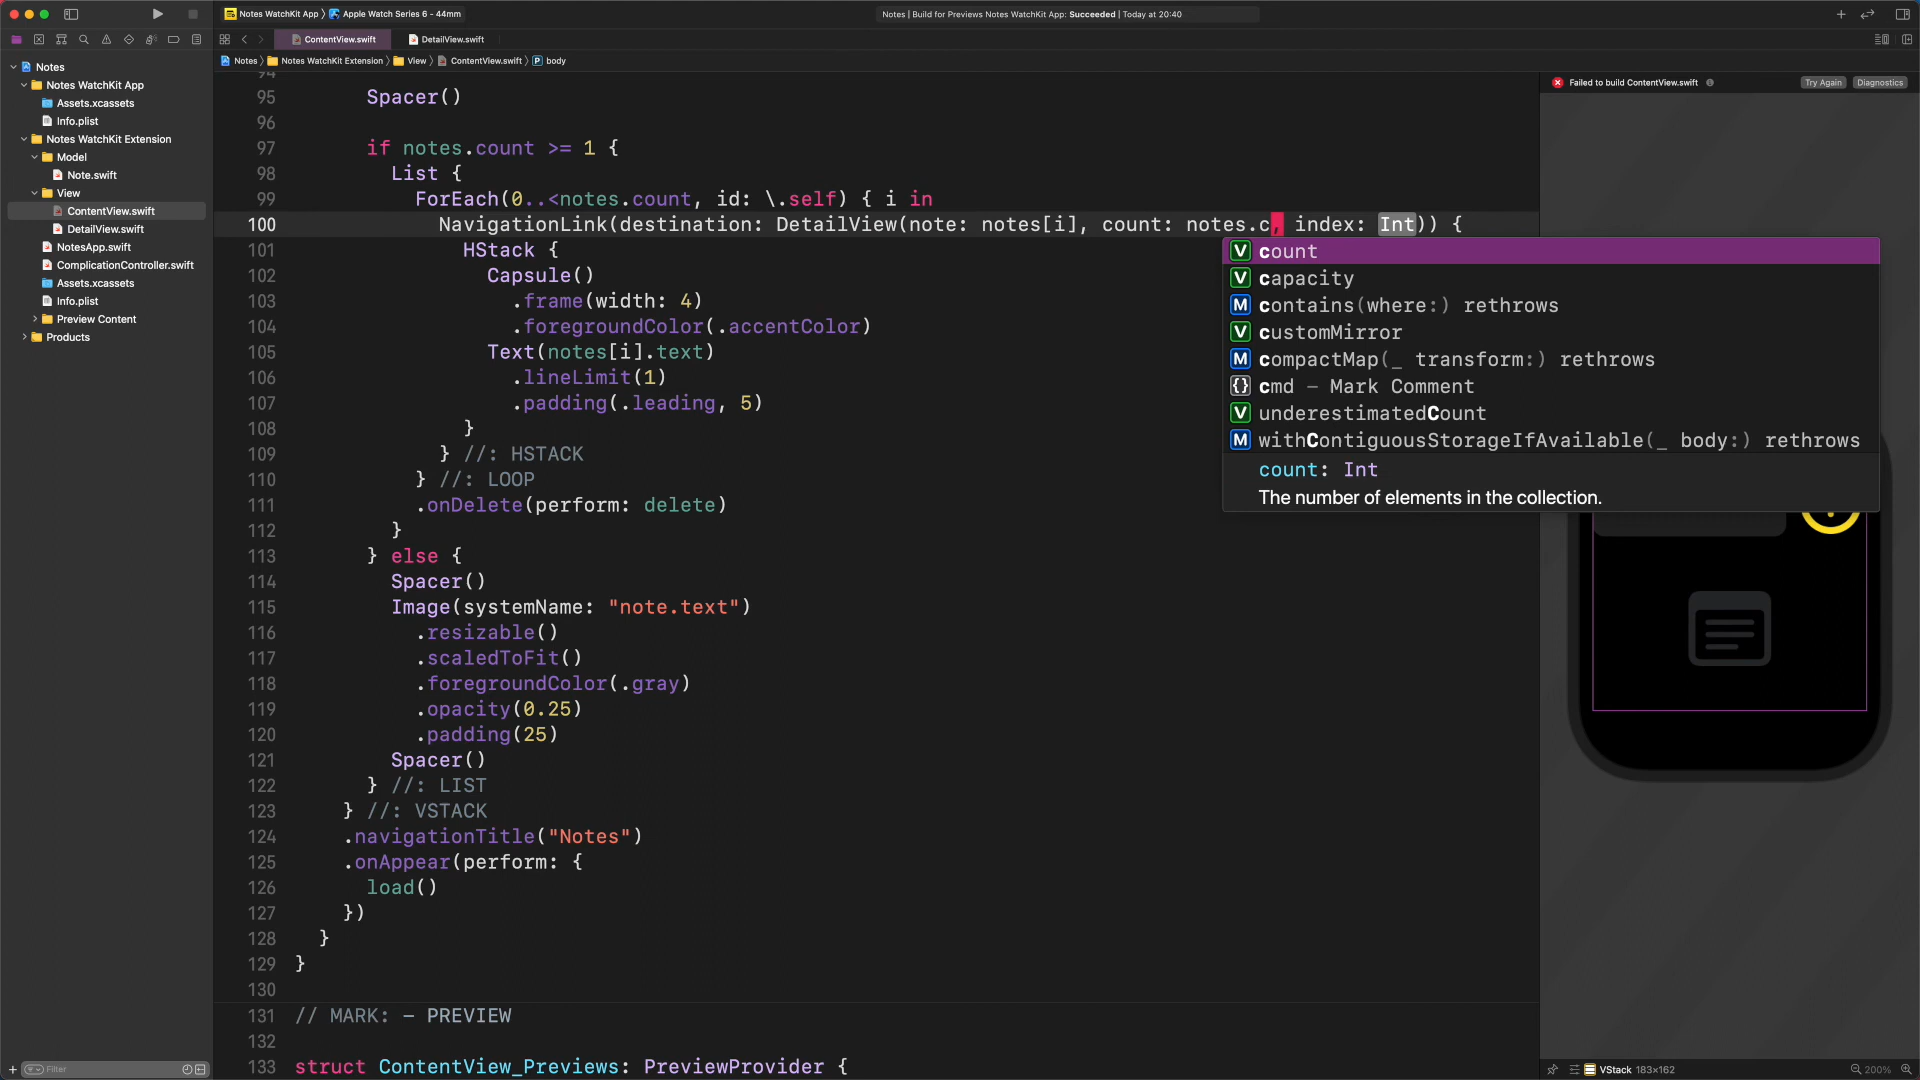 Notes WatchKit App ⟩ Apple Watch Series 6 - 44mm
Notes | Build for Previews Notes WatchKit App: Succeeded | Today at 20:40
ContentView.swift
DetailView.swift
Notes ⟩ Notes WatchKit Extension ⟩ View ⟩ ContentView.swift ⟩ P body
Notes
Notes WatchKit App
Assets.xcassets
Info.plist
Notes WatchKit Extension
Model
Note.swift
View
ContentView.swift
DetailView.swift
NotesApp.swift
ComplicationController.swift
Assets.xcassets
Info.plist
Preview Content
Products
Filter
94
95 Spacer()
96
97 if notes.count >= 1 {
98 List {
99 ForEach(0..<notes.count, id: \.self) { i in
100 NavigationLink(destination: DetailView(note: notes[i], count: notes.c, index: Int)) {
101 HStack {
102 Capsule()
103 .frame(width: 4)
104 .foregroundColor(.accentColor)
105 Text(notes[i].text)
106 .lineLimit(1)
107 .padding(.leading, 5)
108 }
109 } //: HSTACK
110 } //: LOOP
111 .onDelete(perform: delete)
112 }
113 } else {
114 Spacer()
115 Image(systemName: "note.text")
116 .resizable()
117 .scaledToFit()
118 .foregroundColor(.gray)
119 .opacity(0.25)
120 .padding(25)
121 Spacer()
122 } //: LIST
123 } //: VSTACK
124 .navigationTitle("Notes")
125 .onAppear(perform: {
126 load()
127 })
128 }
129 }
130
131 // MARK: - PREVIEW
132
133 struct ContentView_Previews: PreviewProvider {
V count
V capacity
M contains(where:) rethrows
V customMirror
M compactMap(_ transform:) rethrows
{} cmd – Mark Comment
V underestimatedCount
M withContiguousStorageIfAvailable(_ body:) rethrows
count: Int
The number of elements in the collection.
Failed to build ContentView.swift
Try Again
Diagnostics
VStack 183×162
200%